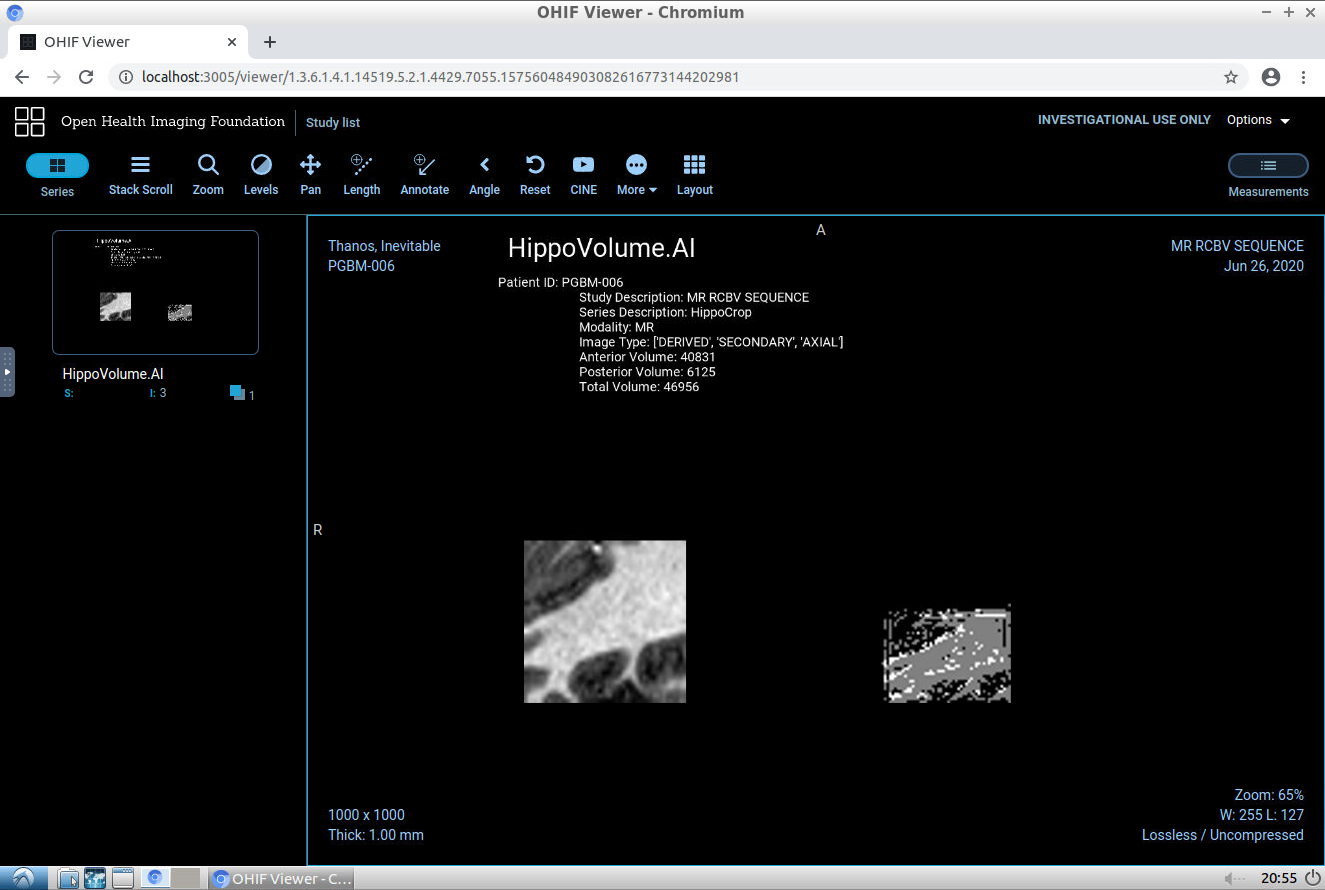 OHIF Viewer - Chromium
OHIF Viewer
localhost:3005/viewer/1.3.6.1.4.1.14519.5.2.1.4429.7055.157560484903082616773144202981
Open Health Imaging Foundation
Study list
INVESTIGATIONAL USE ONLY
Options
Series
Stack Scroll
Zoom
Levels
Pan
Length
Annotate
Angle
Reset
CINE
More
Layout
Measurements
HippoVolume.AI
S:
I: 3
1
Thanos, Inevitable
PGBM-006
A
MR RCBV SEQUENCE
Jun 26, 2020
HippoVolume.AI
Patient ID: PGBM-006
Study Description: MR RCBV SEQUENCE
Series Description: HippoCrop
Modality: MR
Image Type: ['DERIVED', 'SECONDARY', 'AXIAL']
Anterior Volume: 40831
Posterior Volume: 6125
Total Volume: 46956
R
1000 x 1000
Thick: 1.00 mm
Zoom: 65%
W: 255 L: 127
Lossless / Uncompressed
OHIF Viewer - C...
20:55